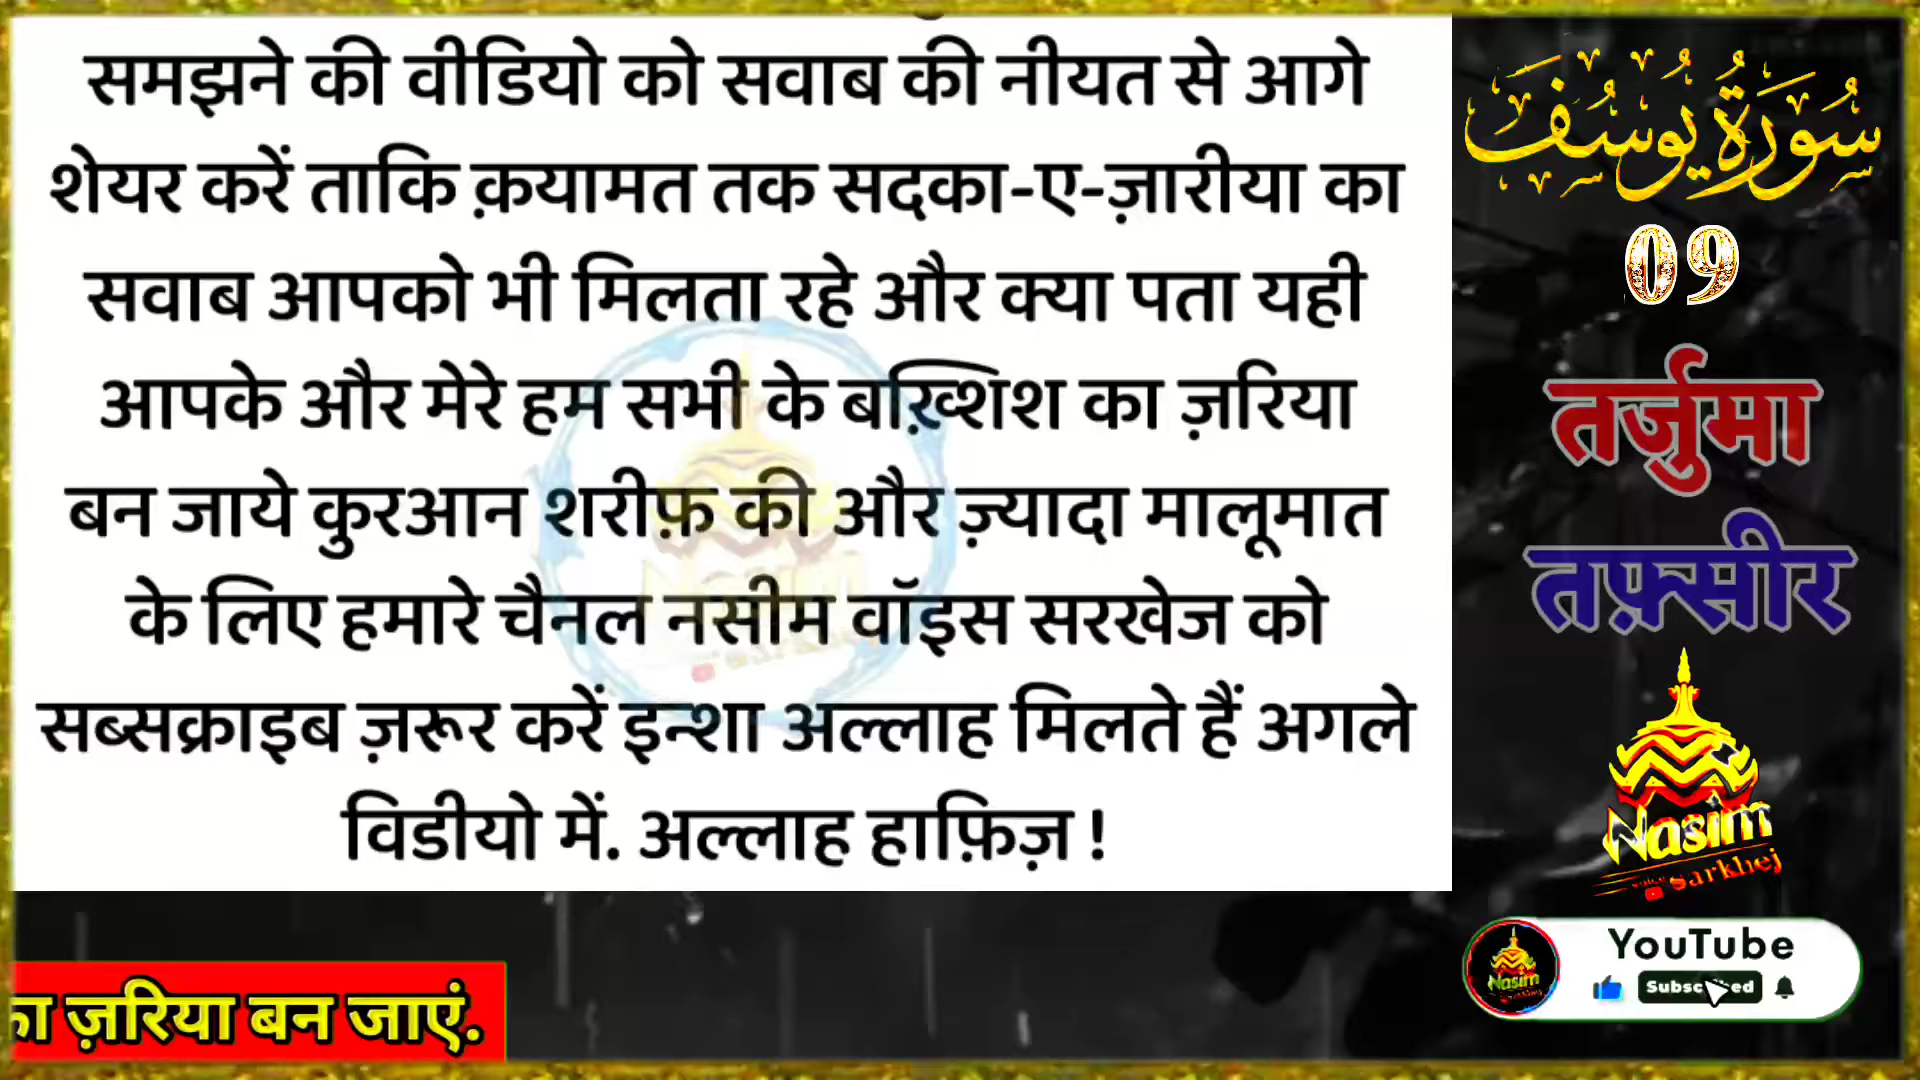 समझने की वीडियो को सवाब की नीयत से आगे
शेयर करें ताकि क़यामत तक सदका-ए-ज़ारीया का
सवाब आपको भी मिलता रहे और क्या पता यही
आपके और मेरे हम सभी के बख़्शिश का ज़रिया
बन जाये कुरआन शरीफ़ की और ज़्यादा मालूमात
के लिए हमारे चैनल नसीम वॉइस सरखेज को
सब्सक्राइब ज़रूर करें इन्शा अल्लाह मिलते हैं अगले
विडीयो में. अल्लाह हाफ़िज़ !
سُورَةُ يُوسُف
09
तर्जुमा
तफ़्सीर
Nasim
voice sarkhej
YouTube
Subscribed
ज़रिया बन जाएं.